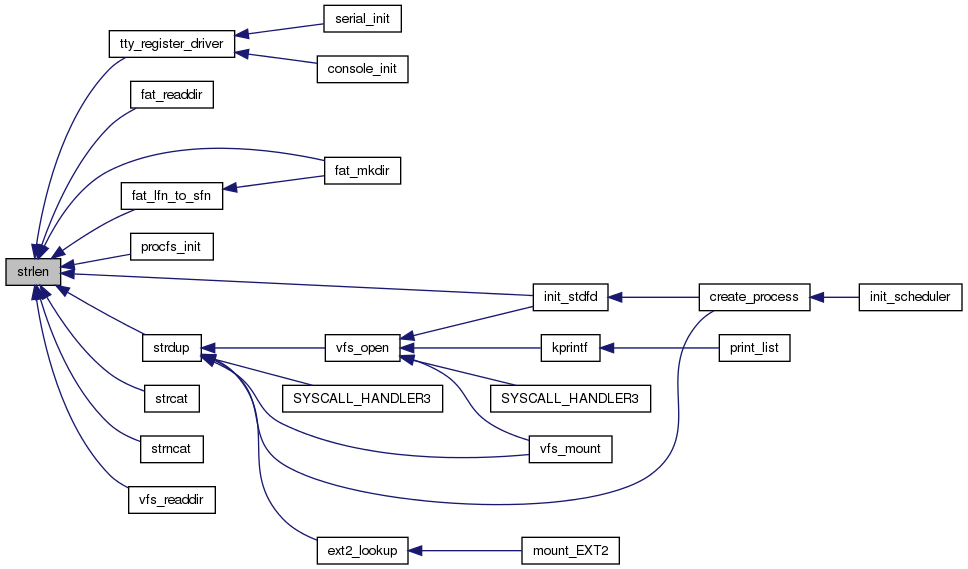 serial_init
tty_register_driver
console_init
fat_readdir
fat_mkdir
fat_lfn_to_sfn
procfs_init
strlen
init_stdfd
create_process
init_scheduler
strdup
vfs_open
kprintf
print_list
strcat
SYSCALL_HANDLER3
SYSCALL_HANDLER3
strncat
vfs_mount
vfs_readdir
ext2_lookup
mount_EXT2